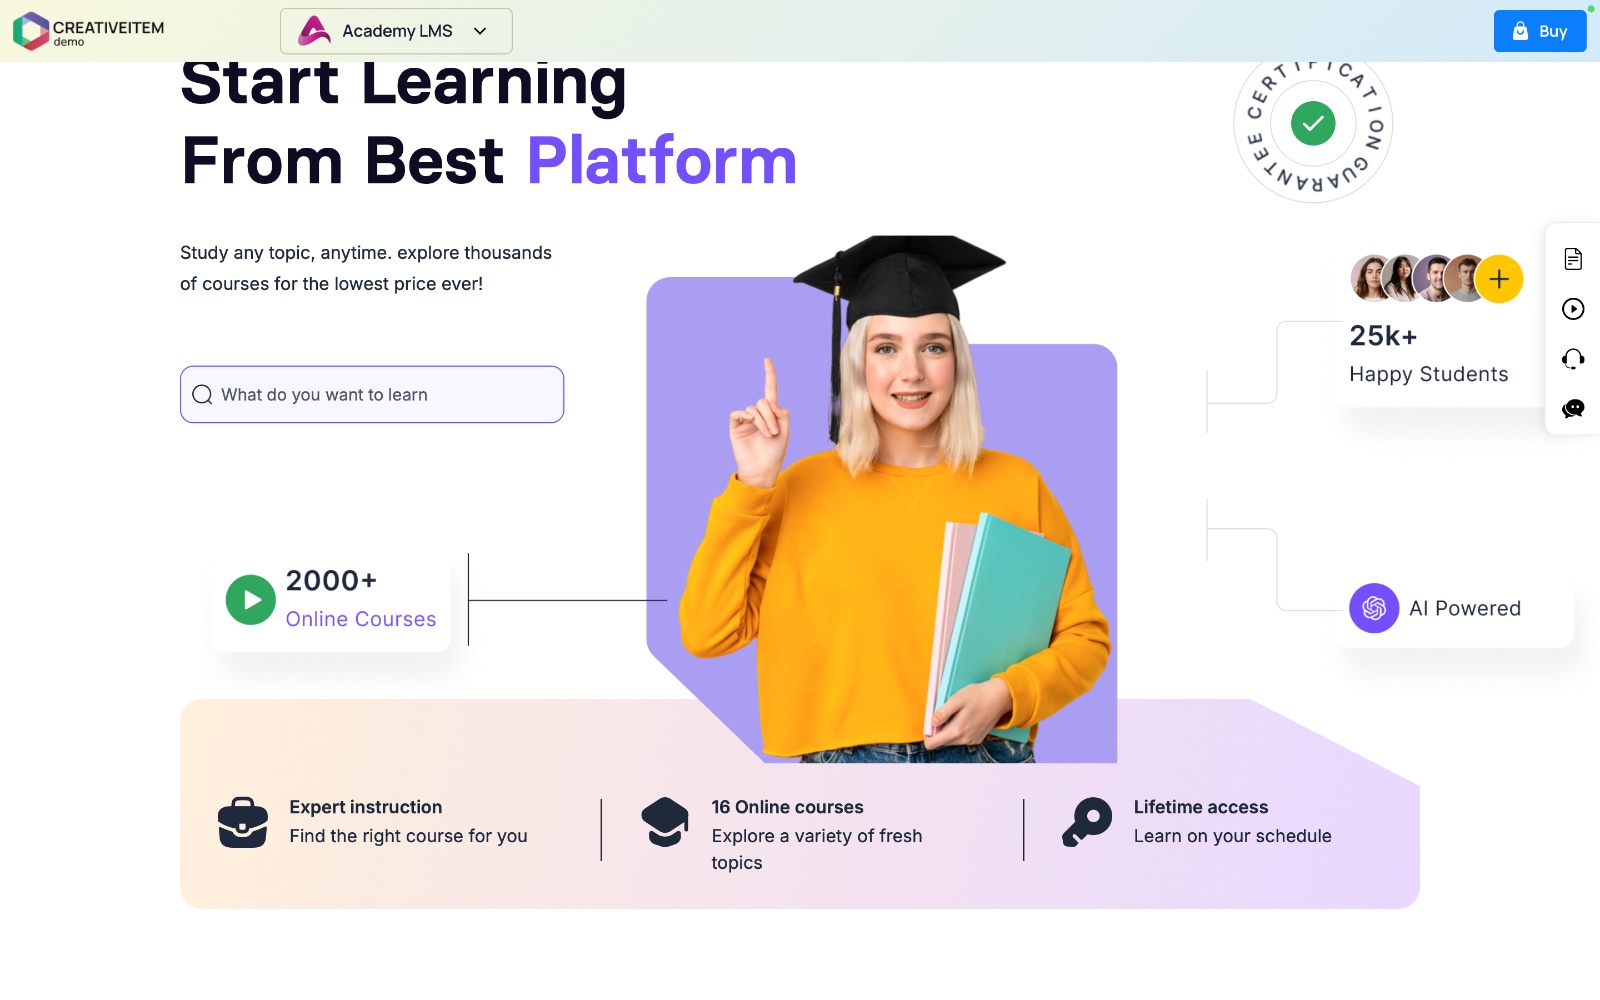 CREATIVEITEM
demo
Academy LMS
Buy
Start Learning
From Best Platform
CERTIFICATION GUARANTEE
Study any topic, anytime. explore thousands
of courses for the lowest price ever!
What do you want to learn
25k+
Happy Students
2000+
Online Courses
AI Powered
Expert instruction
Find the right course for you
16 Online courses
Explore a variety of fresh
topics
Lifetime access
Learn on your schedule